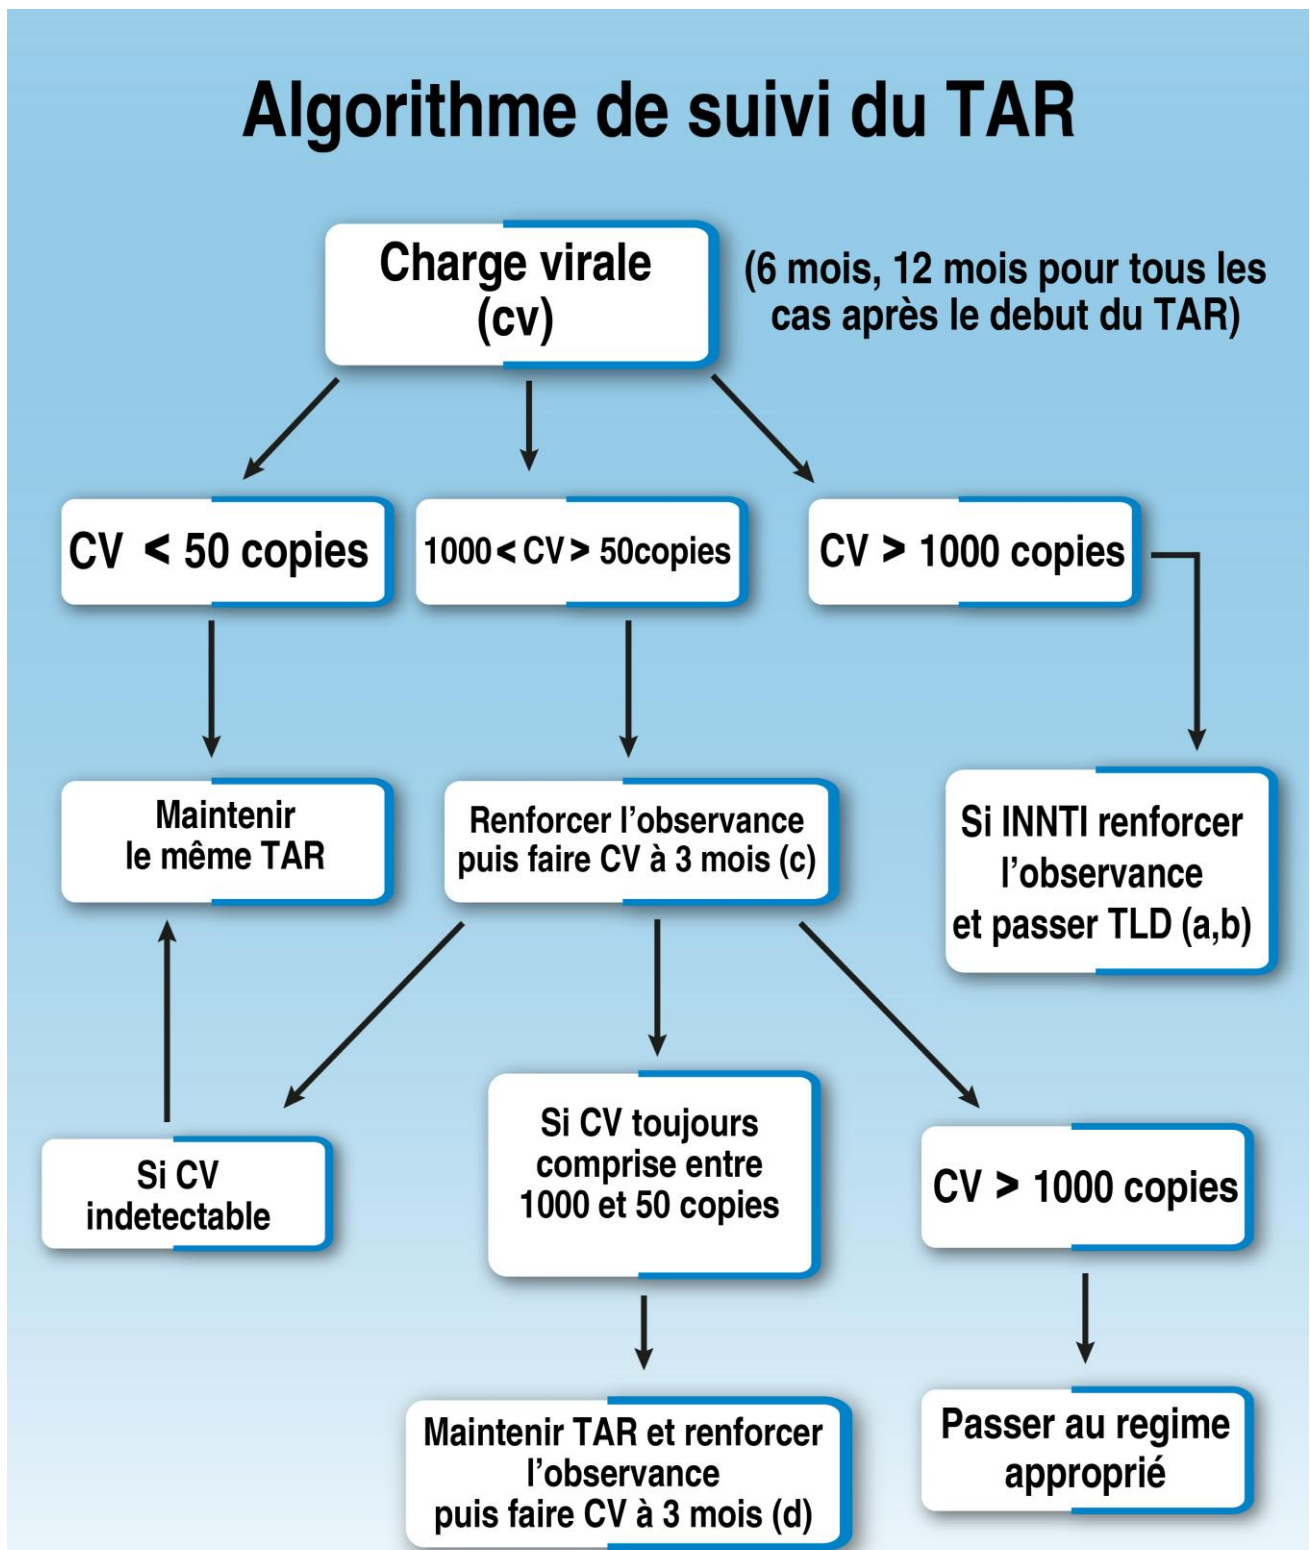 Algorithme de suivi du TAR
Charge virale
(cv)
(6 mois, 12 mois pour tous les
cas après le debut du TAR)
CV < 50 copies
1000 < CV > 50copies
CV > 1000 copies
Maintenir
le même TAR
Renforcer l’observance
puis faire CV à 3 mois (c)
Si INNTI renforcer
l’observance
et passer TLD (a,b)
Si CV
indetectable
Si CV toujours
comprise entre
1000 et 50 copies
CV > 1000 copies
Maintenir TAR et renforcer
l’observance
puis faire CV à 3 mois (d)
Passer au regime
approprié